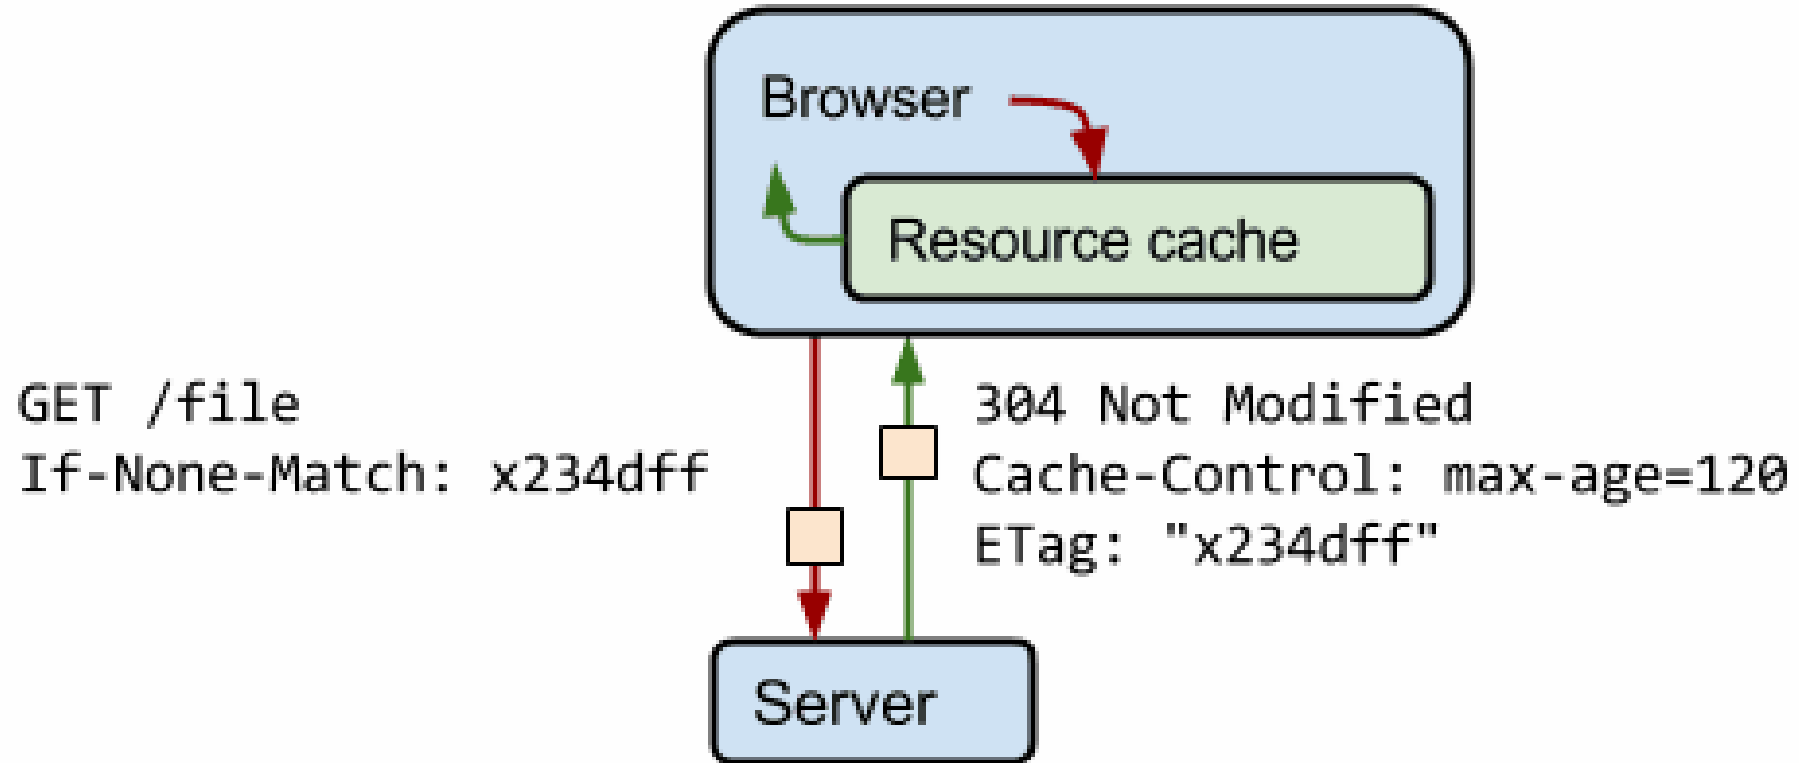 Browser
Resource cache
GET /file
If-None-Match: x234dff
304 Not Modified
Cache-Control: max-age=120
ETag: "x234dff"
Server